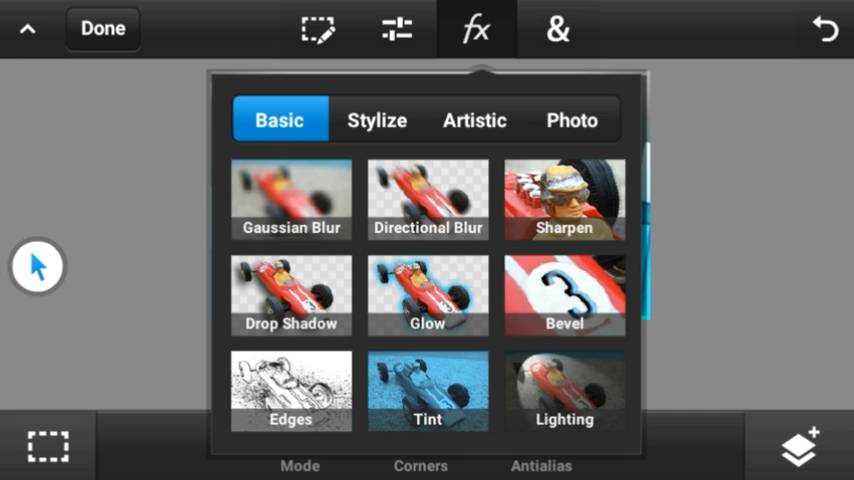 Done fx &
Basic Stylize Artistic Photo
Gaussian Blur Directional Blur Sharpen
Drop Shadow Glow Bevel
3
Edges Tint Lighting
Mode Corners Antialias